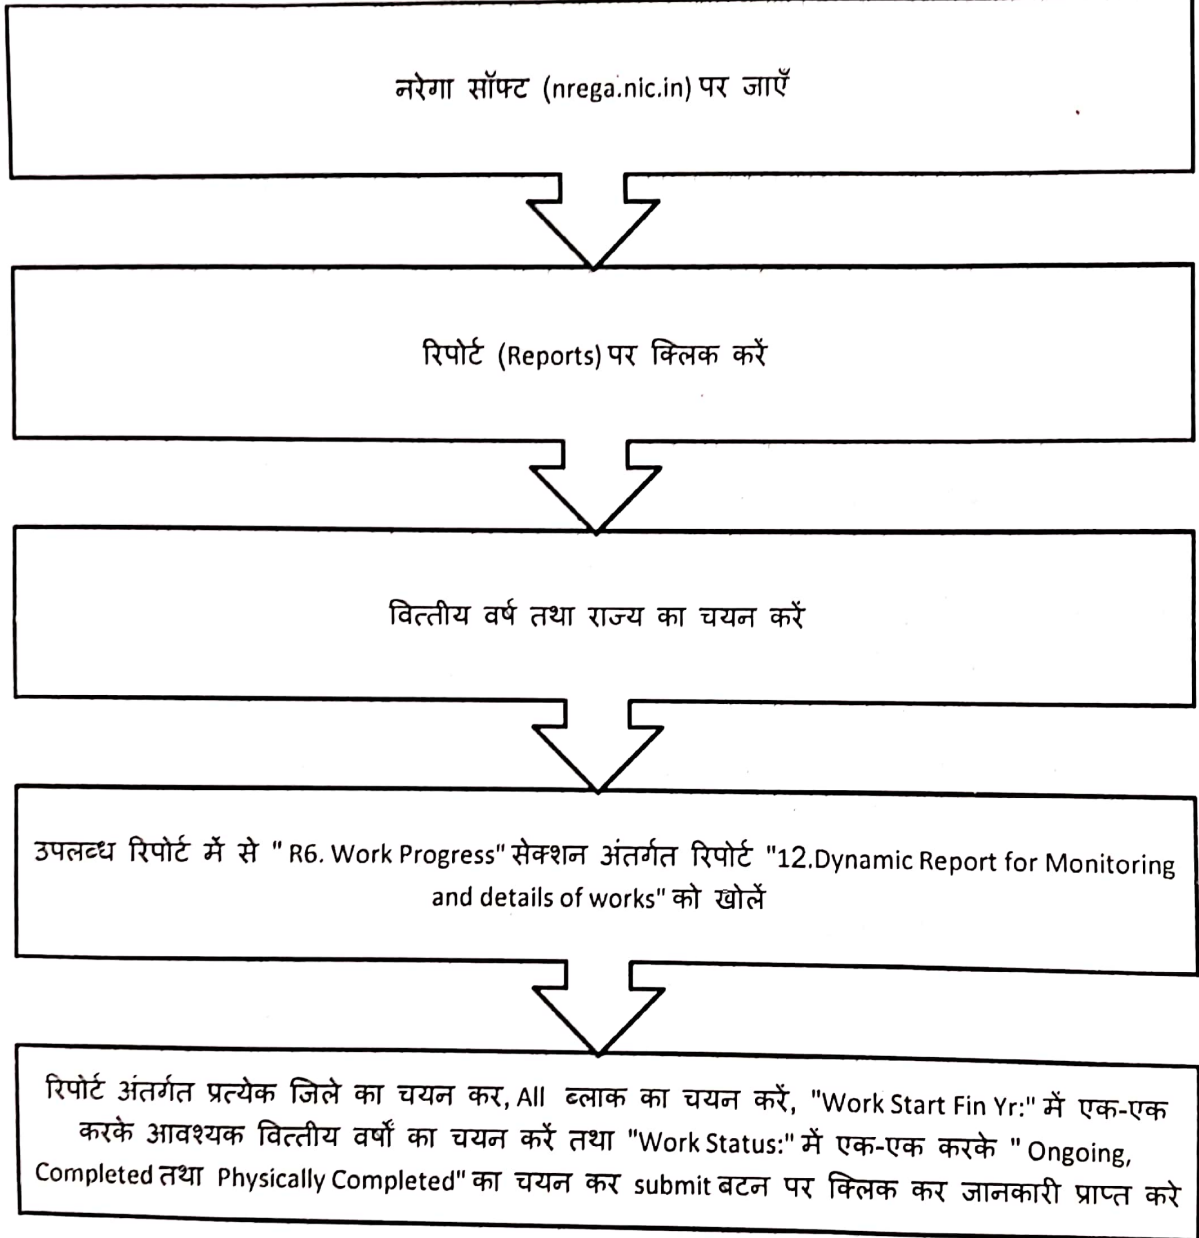 नरेगा सॉफ्ट (nrega.nic.in) पर जाएँ
रिपोर्ट (Reports) पर क्लिक करें
वित्तीय वर्ष तथा राज्य का चयन करें
उपलब्ध रिपोर्ट में से " R6. Work Progress" सेक्शन अंतर्गत रिपोर्ट "12.Dynamic Report for Monitoring
and details of works" को खोलें
रिपोर्ट अंतर्गत प्रत्येक जिले का चयन कर, All ब्लाक का चयन करें, "Work Start Fin Yr:" में एक-एक
करके आवश्यक वित्तीय वर्षों का चयन करें तथा "Work Status:" में एक-एक करके " Ongoing,
Completed तथा Physically Completed" का चयन कर submit बटन पर क्लिक कर जानकारी प्राप्त करे